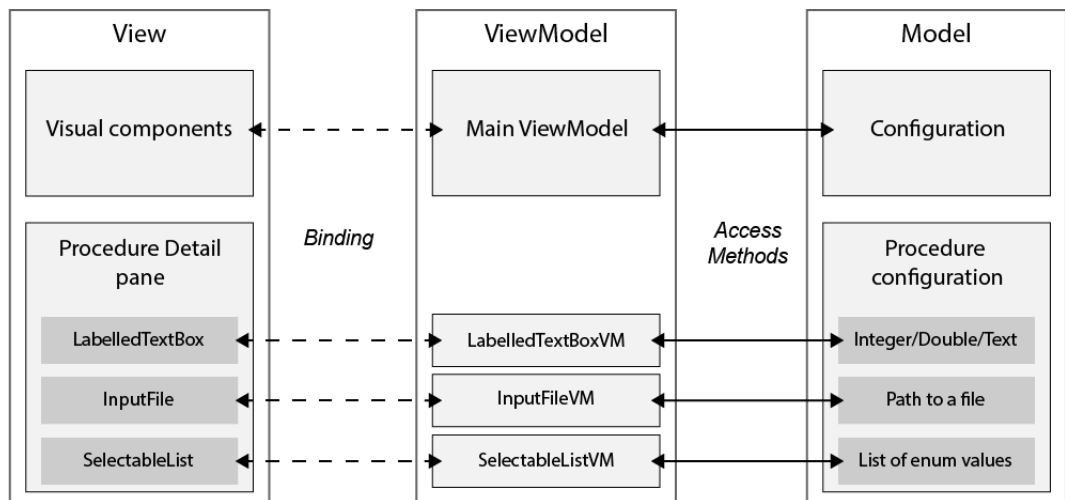 View
ViewModel
Model
Visual components
Main ViewModel
Configuration
Binding
Access
Methods
Procedure Detail
pane
Procedure
configuration
LabelledTextBox
LabelledTextBoxVM
Integer/Double/Text
InputFile
InputFileVM
Path to a file
SelectableList
SelectableListVM
List of enum values